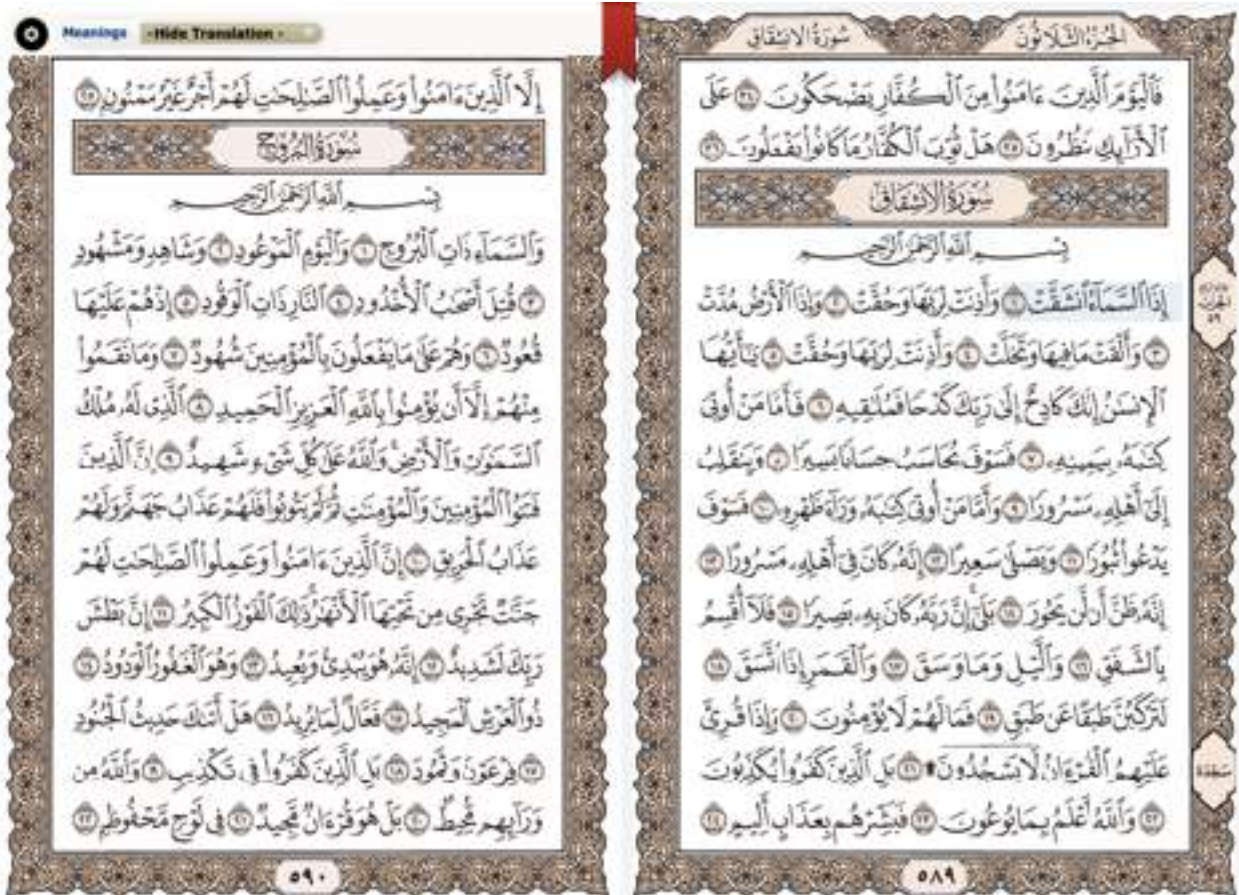 Meanings
-Hide Translation -
سُورَةُ الانشِقَاقِ
الجُزءُ الثَّلَاثُونَ
فَٱلْيَوْمَ ٱلَّذِينَ ءَامَنُوا۟ مِنَ ٱلْكُفَّارِ يَضْحَكُونَ ٣٤ عَلَى
ٱلْأَرَآئِكِ يَنظُرُونَ ٣٥ هَلْ ثُوِّبَ ٱلْكُفَّارُ مَا كَانُوا۟ يَفْعَلُونَ ٣٦
سُورَةُ الانشِقَاقِ
بِسْمِ ٱللَّهِ ٱلرَّحْمَٰنِ ٱلرَّحِيمِ
إِذَا ٱلسَّمَآءُ ٱنشَقَّتْ ١ وَأَذِنَتْ لِرَبِّهَا وَحُقَّتْ ٢ وَإِذَا ٱلْأَرْضُ مُدَّتْ
٣ وَأَلْقَتْ مَا فِيهَا وَتَخَلَّتْ ٤ وَأَذِنَتْ لِرَبِّهَا وَحُقَّتْ ٥ يَٰٓأَيُّهَا
ٱلْإِنسَٰنُ إِنَّكَ كَادِحٌ إِلَىٰ رَبِّكَ كَدْحًا فَمُلَٰقِيهِ ٦ فَأَمَّا مَنْ أُوتِىَ
كِتَٰبَهُۥ بِيَمِينِهِۦ ٧ فَسَوْفَ يُحَاسَبُ حِسَابًا يَسِيرًا ٨ وَيَنقَلِبُ
إِلَىٰٓ أَهْلِهِۦ مَسْرُورًا ٩ وَأَمَّا مَنْ أُوتِىَ كِتَٰبَهُۥ وَرَآءَ ظَهْرِهِۦ ١٠ فَسَوْفَ
يَدْعُوا۟ ثُبُورًا ١١ وَيَصْلَىٰ سَعِيرًا ١٢ إِنَّهُۥ كَانَ فِىٓ أَهْلِهِۦ مَسْرُورًا ١٣
إِنَّهُۥ ظَنَّ أَن لَّن يَحُورَ ١٤ بَلَىٰٓ إِنَّ رَبَّهُۥ كَانَ بِهِۦ بَصِيرًا ١٥ فَلَآ أُقْسِمُ
بِٱلشَّفَقِ ١٦ وَٱلَّيْلِ وَمَا وَسَقَ ١٧ وَٱلْقَمَرِ إِذَا ٱتَّسَقَ ١٨
لَتَرْكَبُنَّ طَبَقًا عَن طَبَقٍ ١٩ فَمَا لَهُمْ لَا يُؤْمِنُونَ ٢٠ وَإِذَا قُرِئَ
عَلَيْهِمُ ٱلْقُرْءَانُ لَا يَسْجُدُونَ ۩ ٢١ بَلِ ٱلَّذِينَ كَفَرُوا۟ يُكَذِّبُونَ
٢٢ وَٱللَّهُ أَعْلَمُ بِمَا يُوعُونَ ٢٣ فَبَشِّرْهُم بِعَذَابٍ أَلِيمٍ ٢٤
الحزب
٥٩
سجدة
٥٨٩
إِلَّا ٱلَّذِينَ ءَامَنُوا۟ وَعَمِلُوا۟ ٱلصَّٰلِحَٰتِ لَهُمْ أَجْرٌ غَيْرُ مَمْنُونٍ ٢٥
سُورَةُ البُرُوجِ
بِسْمِ ٱللَّهِ ٱلرَّحْمَٰنِ ٱلرَّحِيمِ
وَٱلسَّمَآءِ ذَاتِ ٱلْبُرُوجِ ١ وَٱلْيَوْمِ ٱلْمَوْعُودِ ٢ وَشَاهِدٍ وَمَشْهُودٍ
٣ قُتِلَ أَصْحَٰبُ ٱلْأُخْدُودِ ٤ ٱلنَّارِ ذَاتِ ٱلْوَقُودِ ٥ إِذْ هُمْ عَلَيْهَا
قُعُودٌ ٦ وَهُمْ عَلَىٰ مَا يَفْعَلُونَ بِٱلْمُؤْمِنِينَ شُهُودٌ ٧ وَمَا نَقَمُوا۟
مِنْهُمْ إِلَّآ أَن يُؤْمِنُوا۟ بِٱللَّهِ ٱلْعَزِيزِ ٱلْحَمِيدِ ٨ ٱلَّذِى لَهُۥ مُلْكُ
ٱلسَّمَٰوَٰتِ وَٱلْأَرْضِ وَٱللَّهُ عَلَىٰ كُلِّ شَىْءٍ شَهِيدٌ ٩ إِنَّ ٱلَّذِينَ
فَتَنُوا۟ ٱلْمُؤْمِنِينَ وَٱلْمُؤْمِنَٰتِ ثُمَّ لَمْ يَتُوبُوا۟ فَلَهُمْ عَذَابُ جَهَنَّمَ وَلَهُمْ
عَذَابُ ٱلْحَرِيقِ ١٠ إِنَّ ٱلَّذِينَ ءَامَنُوا۟ وَعَمِلُوا۟ ٱلصَّٰلِحَٰتِ لَهُمْ
جَنَّٰتٌ تَجْرِى مِن تَحْتِهَا ٱلْأَنْهَٰرُ ذَٰلِكَ ٱلْفَوْزُ ٱلْكَبِيرُ ١١ إِنَّ بَطْشَ
رَبِّكَ لَشَدِيدٌ ١٢ إِنَّهُۥ هُوَ يُبْدِئُ وَيُعِيدُ ١٣ وَهُوَ ٱلْغَفُورُ ٱلْوَدُودُ ١٤
ذُو ٱلْعَرْشِ ٱلْمَجِيدُ ١٥ فَعَّالٌ لِّمَا يُرِيدُ ١٦ هَلْ أَتَىٰكَ حَدِيثُ ٱلْجُنُودِ
١٧ فِرْعَوْنَ وَثَمُودَ ١٨ بَلِ ٱلَّذِينَ كَفَرُوا۟ فِى تَكْذِيبٍ ١٩ وَٱللَّهُ مِن
وَرَآئِهِم مُّحِيطٌۢ ٢٠ بَلْ هُوَ قُرْءَانٌ مَّجِيدٌ ٢١ فِى لَوْحٍ مَّحْفُوظٍۭ ٢٢
٥٩٠